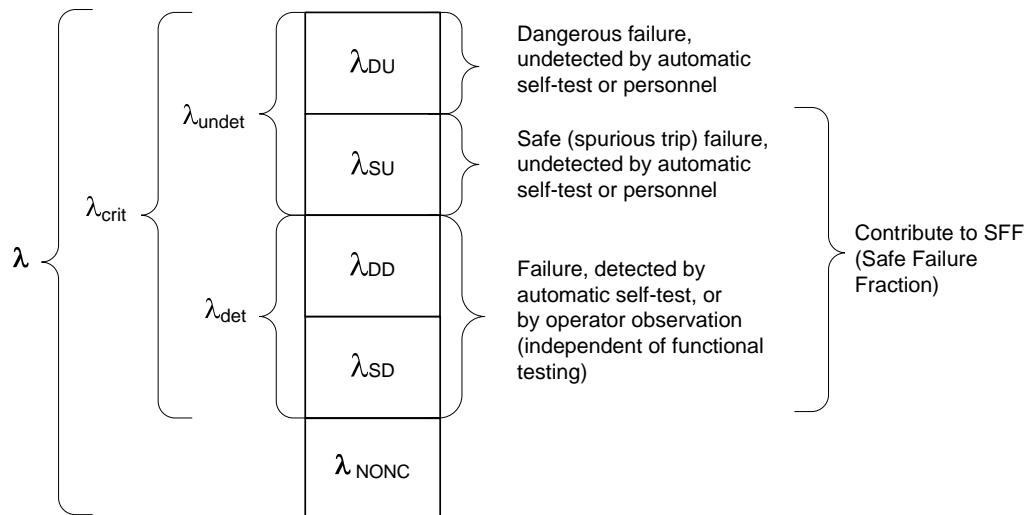 λ
λcrit
λundet
λdet
λDU
λSU
λDD
λSD
λ NONC
Dangerous failure,
undetected by automatic
self-test or personnel
Safe (spurious trip) failure,
undetected by automatic
self-test or personnel
Failure, detected by
automatic self-test, or
by operator observation
(independent of functional
testing)
Contribute to SFF
(Safe Failure
Fraction)